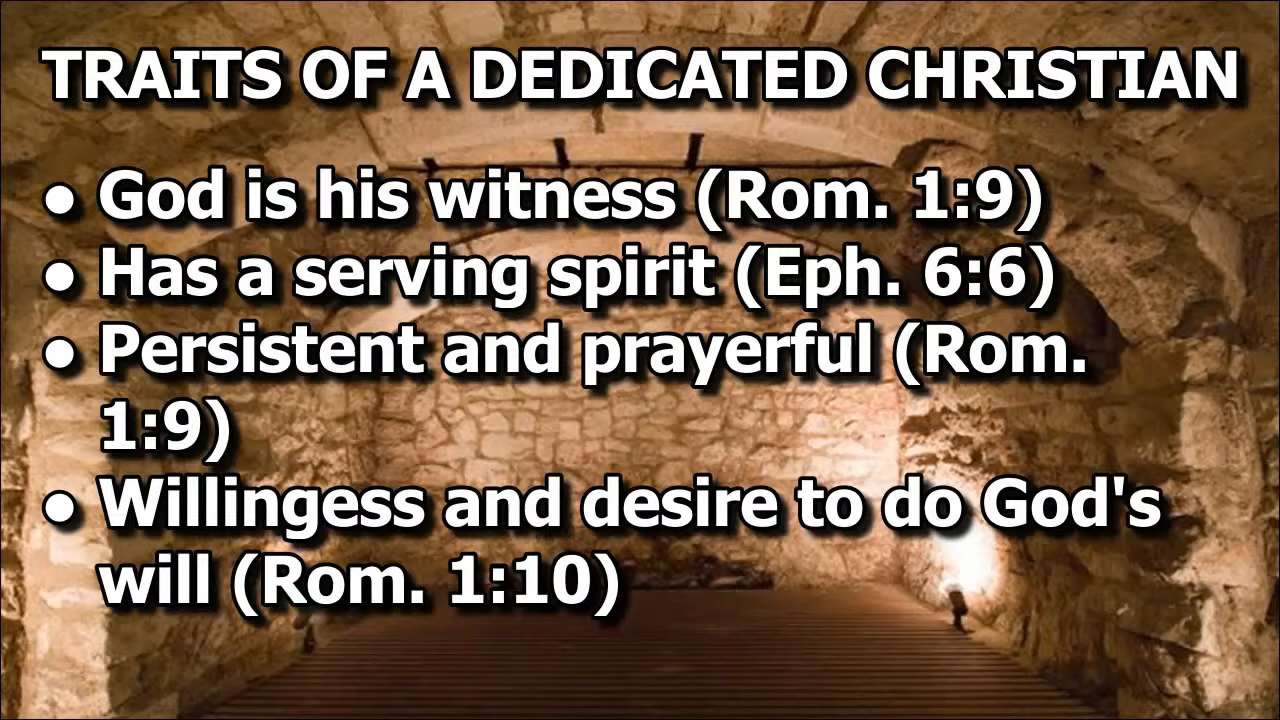 TRAITS OF A DEDICATED CHRISTIAN
● God is his witness (Rom. 1:9)
● Has a serving spirit (Eph. 6:6)
● Persistent and prayerful (Rom.
1:9)
● Willingess and desire to do God's
will (Rom. 1:10)